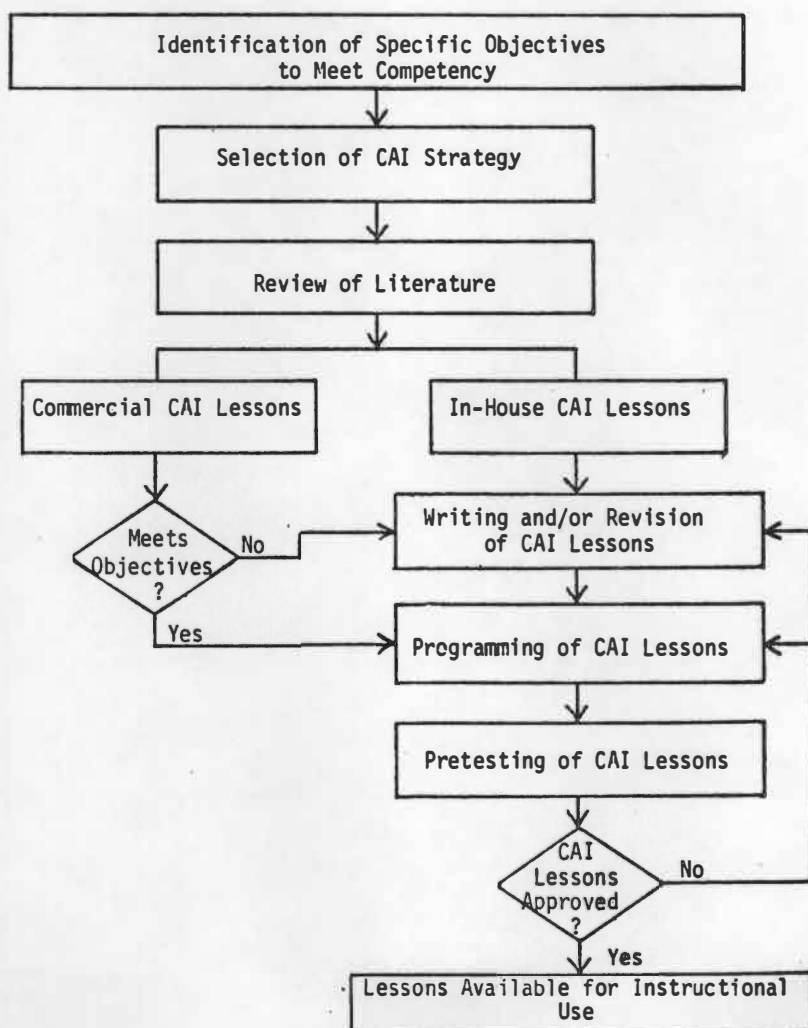 Identification of Specific Objectives
to Meet Competency
Selection of CAI Strategy
Review of Literature
Commercial CAI Lessons
In-House CAI Lessons
Meets
Objectives
?
No
Yes
Writing and/or Revision
of CAI Lessons
Programming of CAI Lessons
Pretesting of CAI Lessons
CAI
Lessons
Approved
?
No
Yes
Lessons Available for Instructional
Use